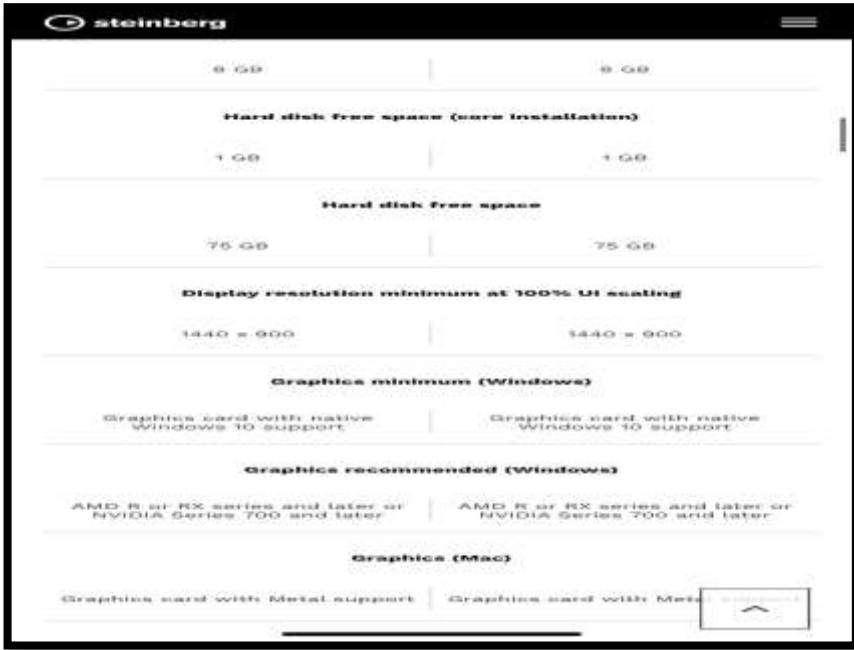 steinberg
8 GB 8 GB
Hard disk free space (core installation)
1 GB 1 GB
Hard disk free space
75 GB 75 GB
Display resolution minimum at 100% UI scaling
1440 x 900 1440 x 900
Graphics minimum (Windows)
Graphics card with native Graphics card with native
Windows 10 support Windows 10 support
Graphics recommended (Windows)
AMD R or RX series and later or AMD R or RX series and later or
NVIDIA Series 700 and later NVIDIA Series 700 and later
Graphics (Mac)
Graphics card with Metal support Graphics card with Metal